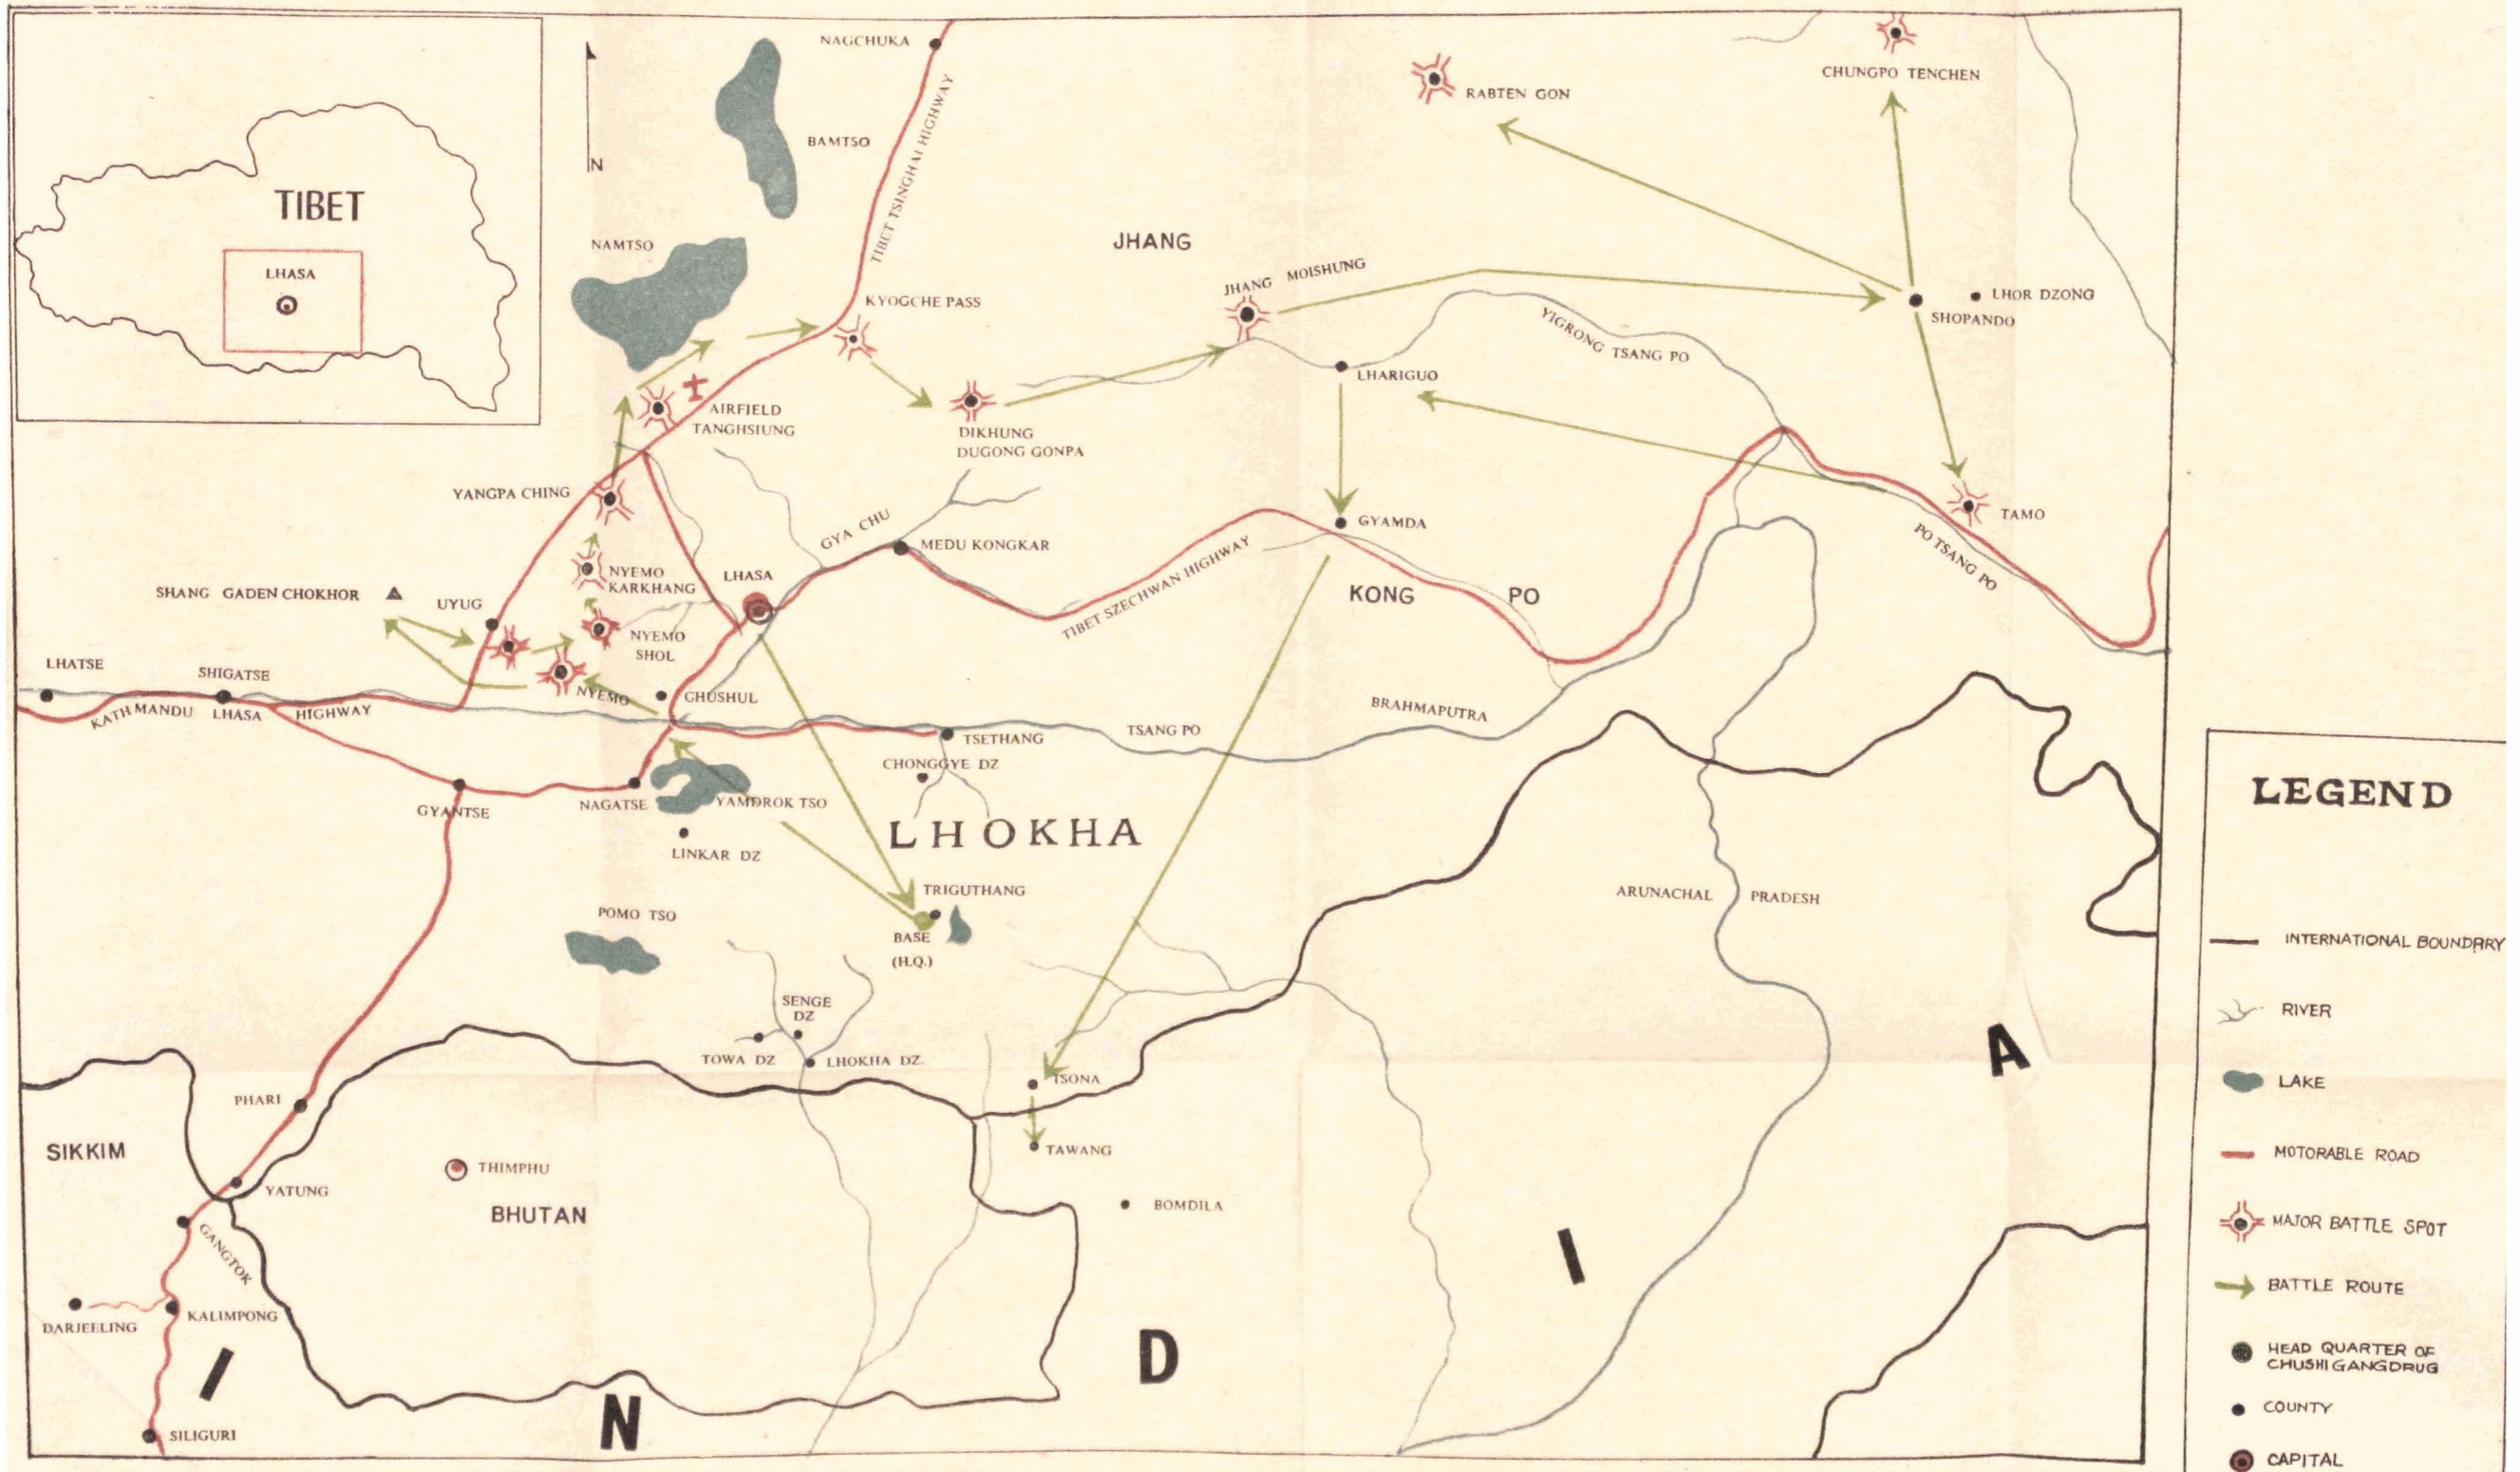 NAGCHUKA
CHUNGPO TENCHEN
RABTEN GON
BAMTSO
TIBET TSINGHAI HIGHWAY
N
TIBET
LHASA
NAMTSO
JHANG
JHANG MOISHUNG
KYOGCHE PASS
LHOR DZONG
SHOPANDO
YIGRONG TSANG PO
LHARIGUO
AIRFIELD
TANGHSIUNG
DIKHUNG
DUGONG GONPA
YANGPA CHING
GYA CHU
MEDU KONGKAR
GYAMDA
TAMO
PO TSANG PO
TIBET SZECHWAN HIGHWAY
KONG PO
NYEMO
KARKHANG
LHASA
SHANG GADEN CHOKHOR
UYUG
NYEMO
SHOL
LHATSE
SHIGATSE
NYEMO
CHUSHUL
KATHMANDU LHASA HIGHWAY
TSANG PO
BRAHMAPUTRA
TSETHANG
CHONGGYE DZ
GYANTSE
NAGATSE
YAMDROK TSO
LHOKHA
LINKAR DZ
TRIGUTHANG
BASE
(H.Q.)
POMO TSO
ARUNACHAL PRADESH
SENGE
DZ
TOWA DZ
LHOKHA DZ.
TSONA
TAWANG
BOMDILA
PHARI
SIKKIM
YATUNG
THIMPHU
BHUTAN
GANGTOK
DARJEELING
KALIMPONG
SILIGURI
I N D I A
LEGEND
INTERNATIONAL BOUNDARY
RIVER
LAKE
MOTORABLE ROAD
MAJOR BATTLE SPOT
BATTLE ROUTE
HEAD QUARTER OF
CHUSHIGANGDRUG
COUNTY
CAPITAL